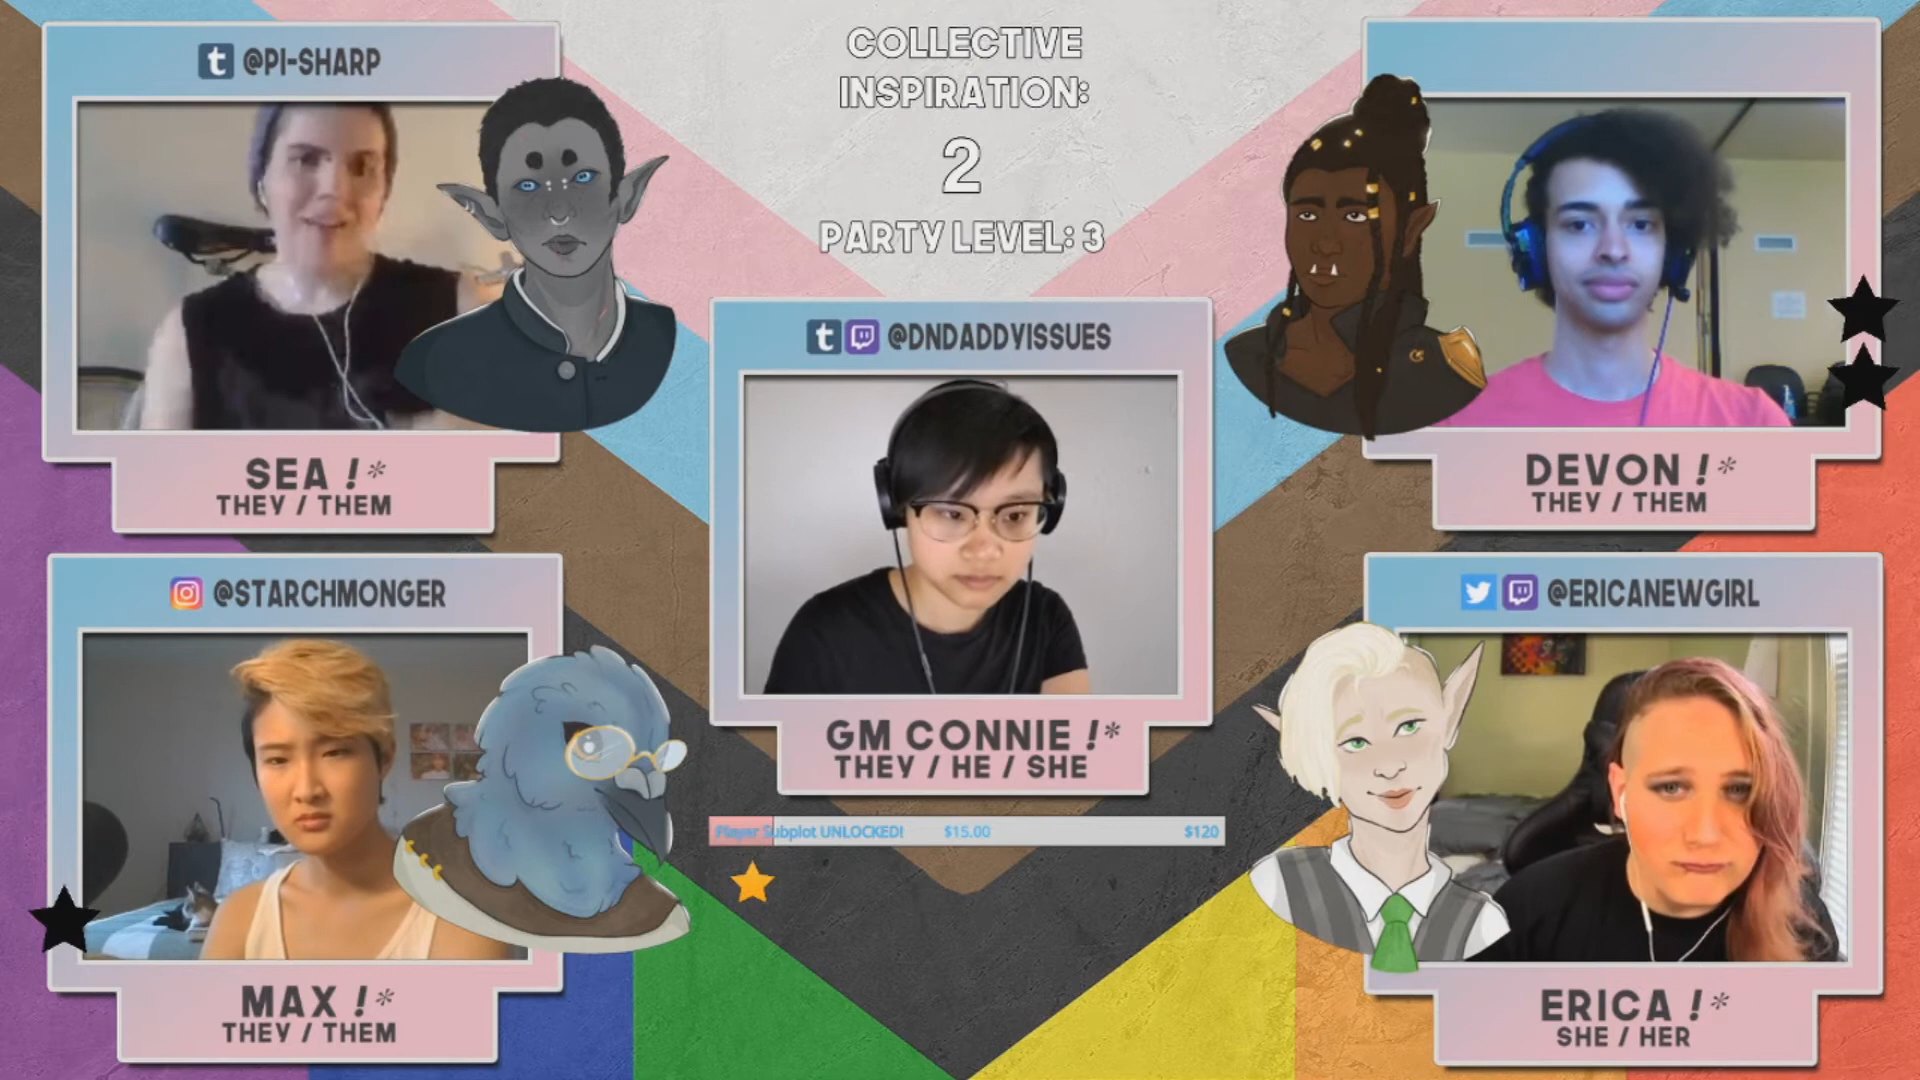 @PI-SHARP
SEA !*
THEY / THEM
COLLECTIVE
INSPIRATION:
2
PARTY LEVEL: 3
DEVON !*
THEY / THEM
@DNDADDYISSUES
GM CONNIE !*
THEY / HE / SHE
Player Subplot UNLOCKED! $15.00 $120
@STARCHMONGER
MAX !*
THEY / THEM
@ERICANEWGIRL
ERICA !*
SHE / HER